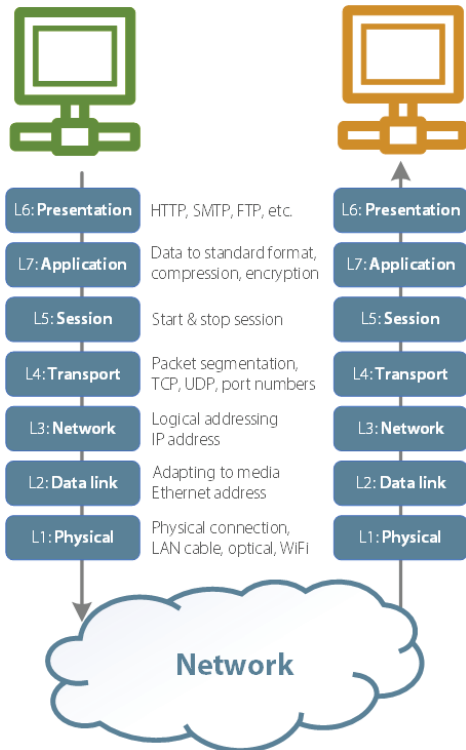 L6: Presentation
HTTP, SMTP, FTP, etc.
L6: Presentation
L7: Application
Data to standard format,
compression, encryption
L7: Application
L5: Session
Start & stop session
L5: Session
L4: Transport
Packet segmentation,
TCP, UDP, port numbers
L4: Transport
L3: Network
Logical addressing
IP address
L3: Network
L2: Data link
Adapting to media
Ethernet address
L2: Data link
L1: Physical
Physical connection,
LAN cable, optical, WiFi
L1: Physical
Network